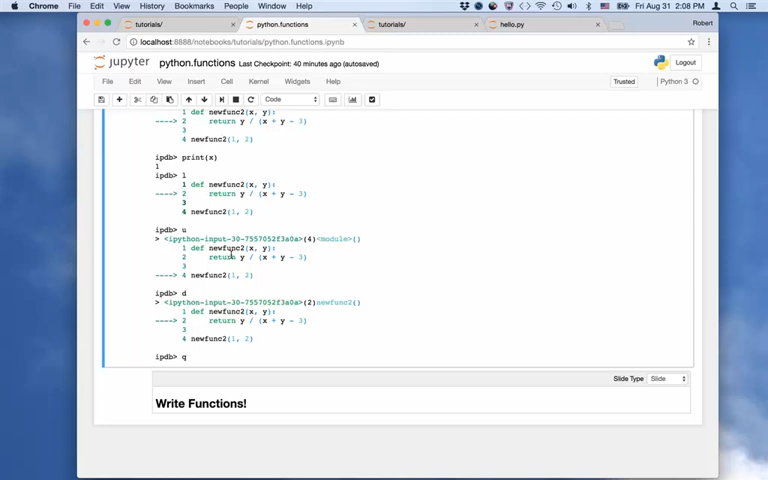 Chrome File Edit View History Bookmarks People Window Help Fri Aug 31 2:08 PM
tutorials/ python.functions tutorials/ hello.py Robert
localhost:8888/notebooks/tutorials/python.functions.ipynb
jupyter python.functions Last Checkpoint: 40 minutes ago (autosaved) Logout
File Edit View Insert Cell Kernel Widgets Help Trusted Python 3
Code
1 def newfunc2(x, y):
----> 2 return y / (x + y - 3)
3
4 newfunc2(1, 2)
ipdb> print(x)
1
ipdb> l
1 def newfunc2(x, y):
----> 2 return y / (x + y - 3)
3
4 newfunc2(1, 2)
ipdb> u
> <ipython-input-30-7557052f3a0a>(4)<module>()
1 def newfunc2(x, y):
2 return y / (x + y - 3)
3
----> 4 newfunc2(1, 2)
ipdb> d
> <ipython-input-30-7557052f3a0a>(2)newfunc2()
1 def newfunc2(x, y):
----> 2 return y / (x + y - 3)
3
4 newfunc2(1, 2)
ipdb> q
Slide Type Slide
Write Functions!